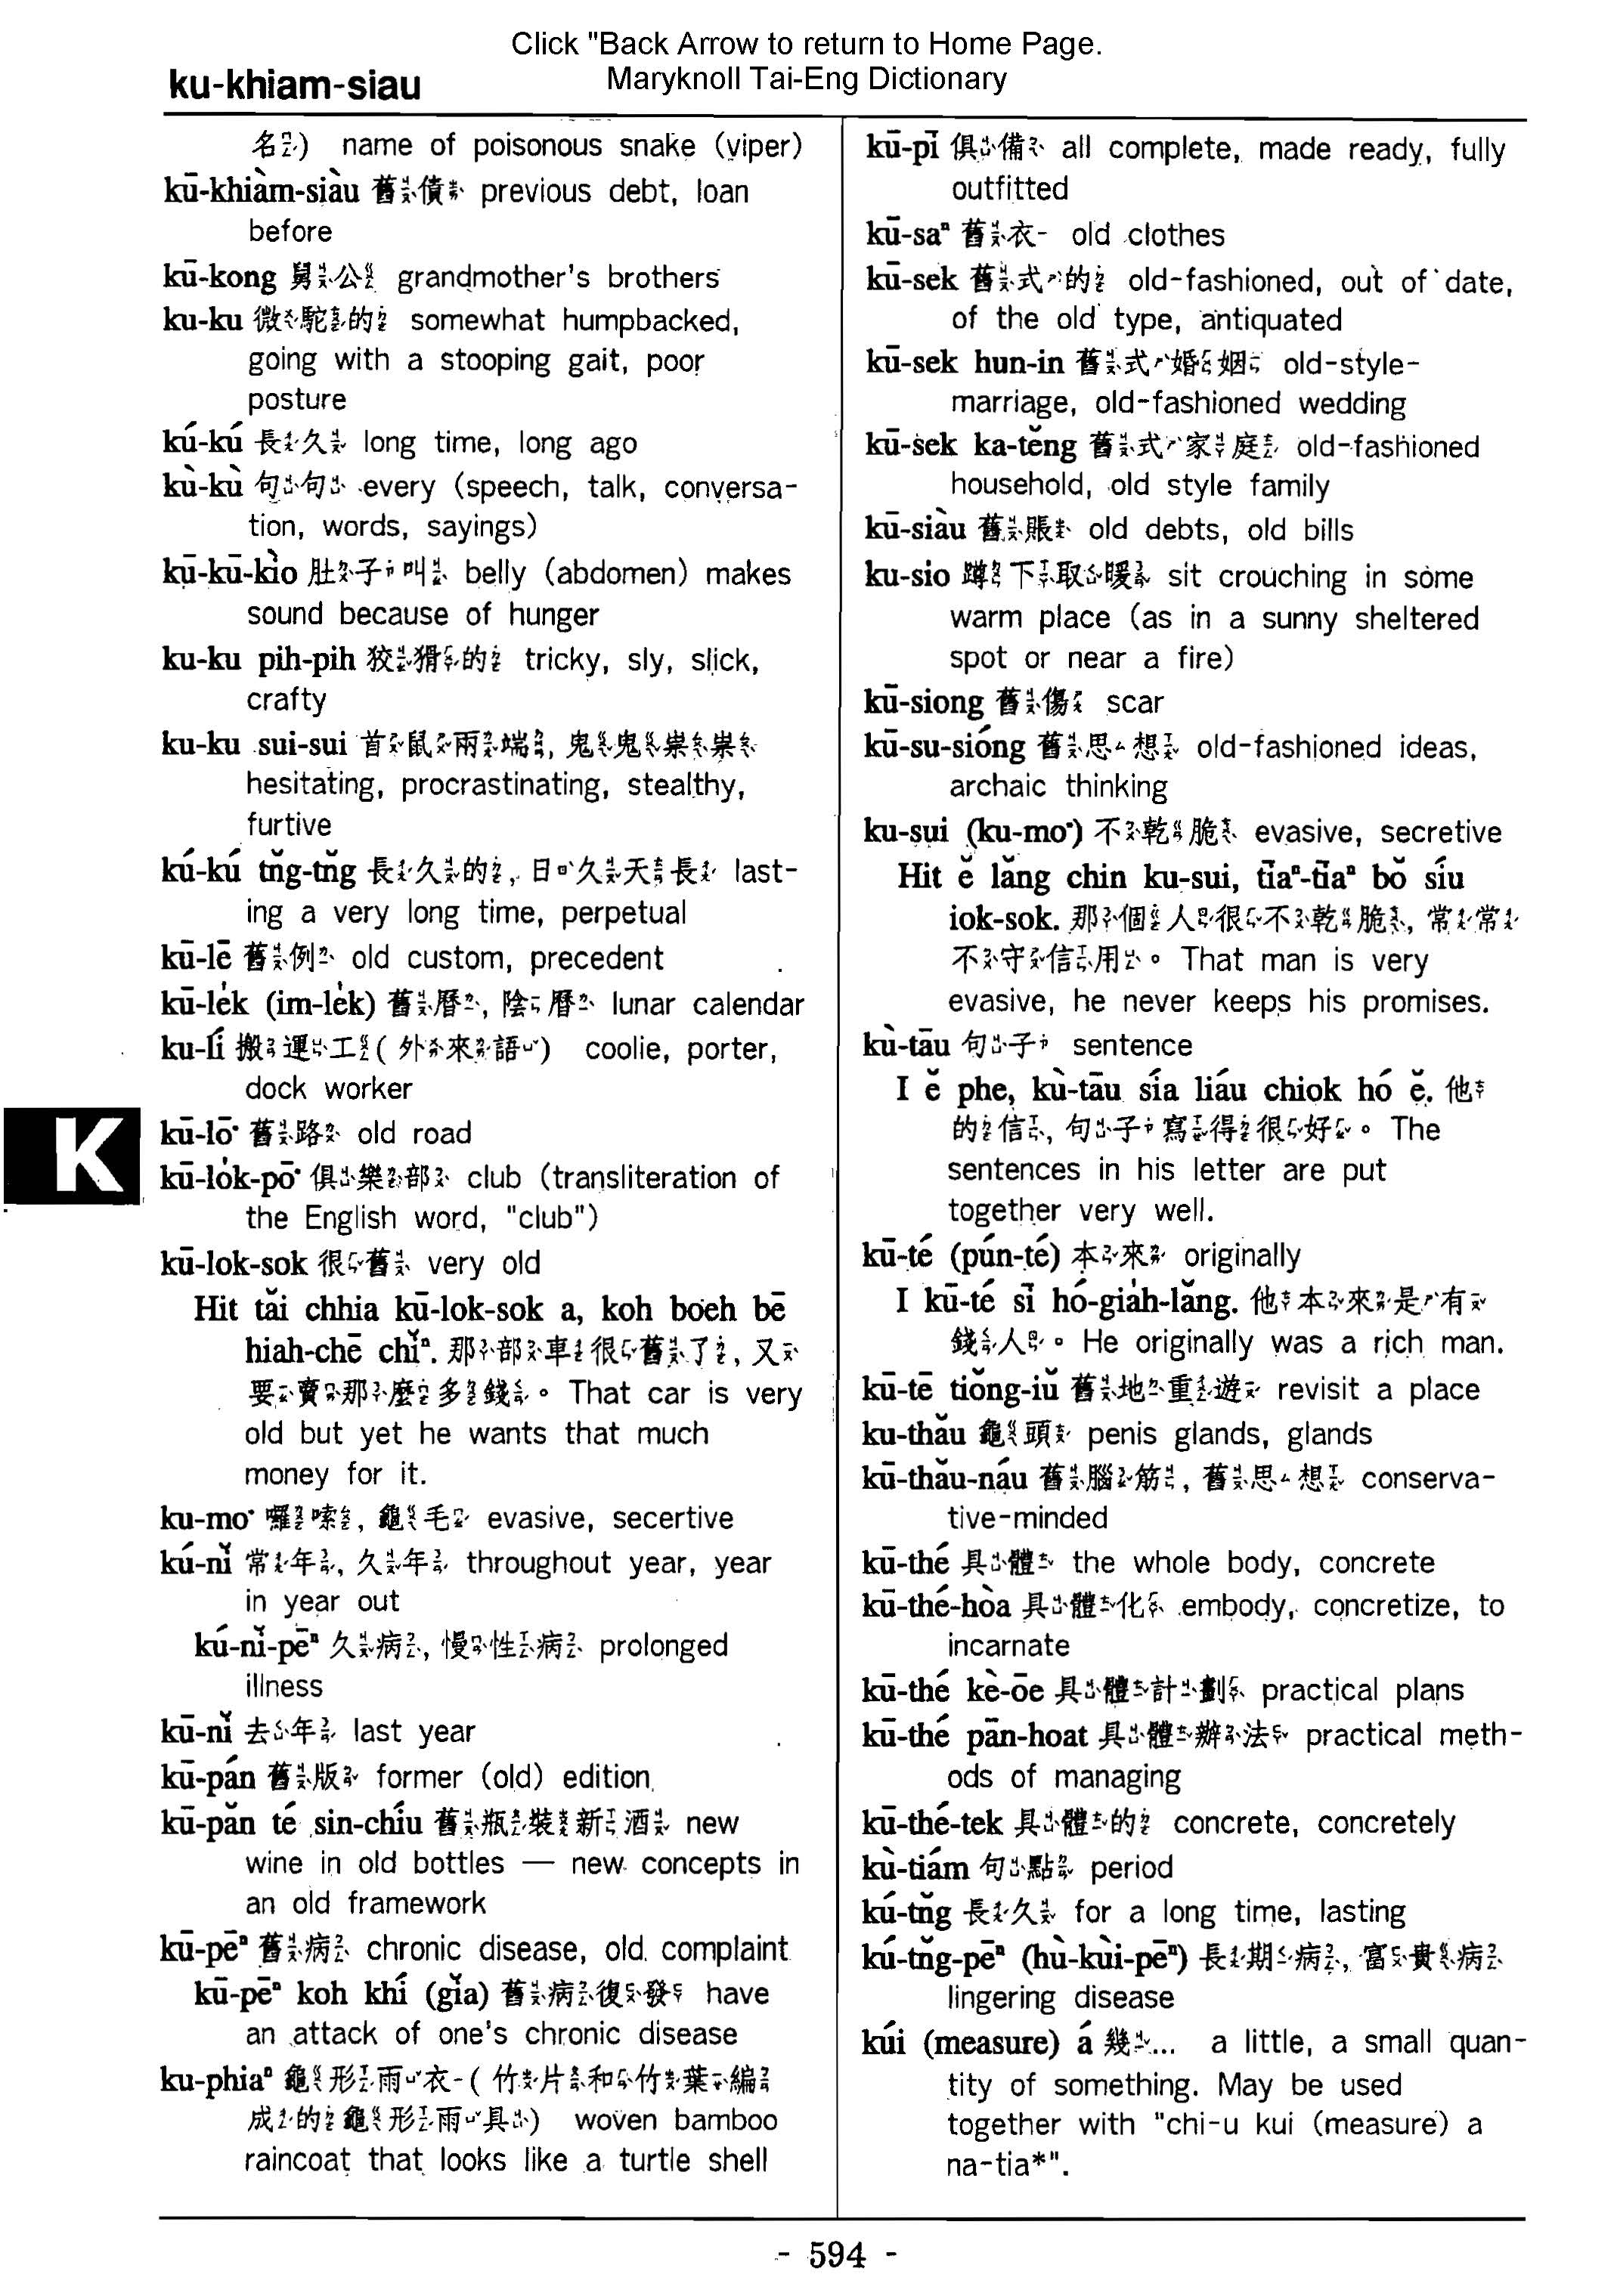 Click "Back Arrow to return to Home Page.
Maryknoll Tai-Eng Dictionary
ku-khiam-siau
名) name of poisonous snake (viper)
kū-khiàm-siàu 舊債 previous debt, loan
before
kū-kong 舅公 grandmother's brothers
ku-ku 微駝的 somewhat humpbacked,
going with a stooping gait, poor
posture
kú-kú 長久 long time, long ago
kù-kù 句句 every (speech, talk, conversa-
tion, words, sayings)
kū-kū-kìo 肚子叫 belly (abdomen) makes
sound because of hunger
ku-ku pih-pih 狡猾的 tricky, sly, slick,
crafty
ku-ku sui-sui 首鼠兩端, 鬼鬼祟祟
hesitating, procrastinating, stealthy,
furtive
kú-kú tn̆g-tn̆g 長久的, 日久天長 last-
ing a very long time, perpetual
kū-lē 舊例 old custom, precedent
kū-le̍k (im-le̍k) 舊曆, 陰曆 lunar calendar
ku-lí 搬運工(外來語) coolie, porter,
dock worker
kū-lō· 舊路 old road
kū-lo̍k-pō· 俱樂部 club (transliteration of
the English word, "club")
kū-lok-sok 很舊 very old
Hit tăi chhia kū-lok-sok a, koh boeh bē
hiah-chē chĭⁿ. 那部車很舊了, 又
要賣那麼多錢。 That car is very
old but yet he wants that much
money for it.
ku-mo· 囉嗦, 龜毛 evasive, secertive
kú-nĭ 常年, 久年 throughout year, year
in year out
kú-nĭ-pēⁿ 久病, 慢性病 prolonged
illness
kū-nĭ 去年 last year
kū-pán 舊版 former (old) edition
kū-păn té sin-chíu 舊瓶裝新酒 new
wine in old bottles — new concepts in
an old framework
kū-pēⁿ 舊病 chronic disease, old complaint
kū-pēⁿ koh khí (gĭa) 舊病復發 have
an attack of one's chronic disease
ku-phiaⁿ 龜形雨衣(竹片和竹葉編
成的龜形雨具) woven bamboo
raincoat that looks like a turtle shell
kū-pī 俱備 all complete, made ready, fully
outfitted
kū-saⁿ 舊衣 old clothes
kū-sek 舊式的 old-fashioned, out of date,
of the old type, antiquated
kū-sek hun-in 舊式婚姻 old-style-
marriage, old-fashioned wedding
kū-sek ka-tĕng 舊式家庭 old-fashioned
household, old style family
kū-siàu 舊賬 old debts, old bills
ku-sio 蹲下取暖 sit crouching in some
warm place (as in a sunny sheltered
spot or near a fire)
kū-siong 舊傷 scar
kū-su-sióng 舊思想 old-fashioned ideas,
archaic thinking
ku-sui (ku-mo·) 不乾脆 evasive, secretive
Hit ĕ lăng chin ku-sui, tīaⁿ-tīaⁿ bŏ síu
iok-sok. 那個人很不乾脆, 常常
不守信用。 That man is very
evasive, he never keeps his promises.
kù-tāu 句子 sentence
I ĕ phe, kù-tāu sía liáu chiok hó ĕ. 他
的信, 句子寫得很好。 The
sentences in his letter are put
together very well.
kū-té (pún-té) 本來 originally
I kū-té sī hó-gia̍h-lăng. 他本來是有
錢人。 He originally was a rich man.
kū-tē tiŏng-iŭ 舊地重遊 revisit a place
ku-thău 龜頭 penis glands, glands
kū-thău-náu 舊腦筋, 舊思想 conserva-
tive-minded
kū-thé 具體 the whole body, concrete
kū-thé-hòa 具體化 embody, concretize, to
incarnate
kū-thé kè-ōe 具體計劃 practical plans
kū-thé pān-hoat 具體辦法 practical meth-
ods of managing
kū-thé-tek 具體的 concrete, concretely
kù-tiám 句點 period
kú-tn̆g 長久 for a long time, lasting
kú-tn̆g-pēⁿ (hù-kùi-pēⁿ) 長期病, 富貴病
lingering disease
kúi (measure) á 幾... a little, a small quan-
tity of something. May be used
together with "chi-u kui (measure) a
na-tia*".
K
- 594 -